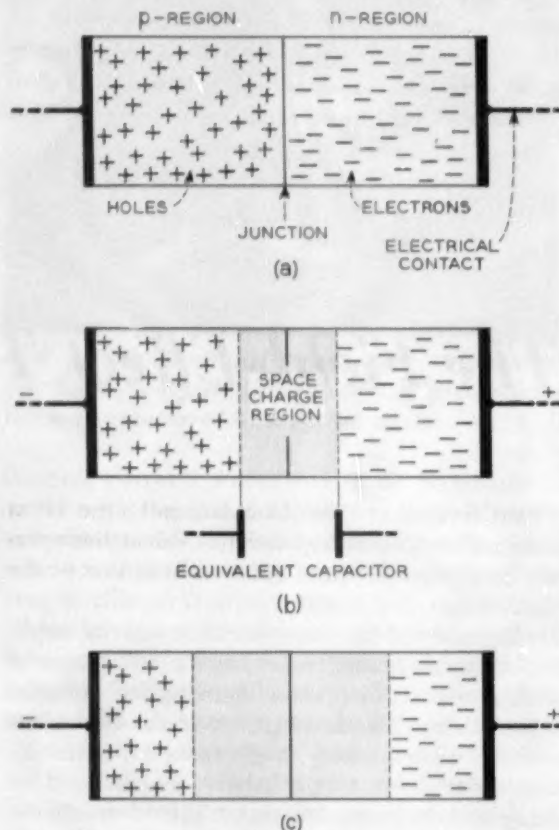 p-REGION n-REGION
HOLES ELECTRONS
JUNCTION
ELECTRICAL
CONTACT
(a)
- +
SPACE
CHARGE
REGION
EQUIVALENT CAPACITOR
(b)
- +
(c)